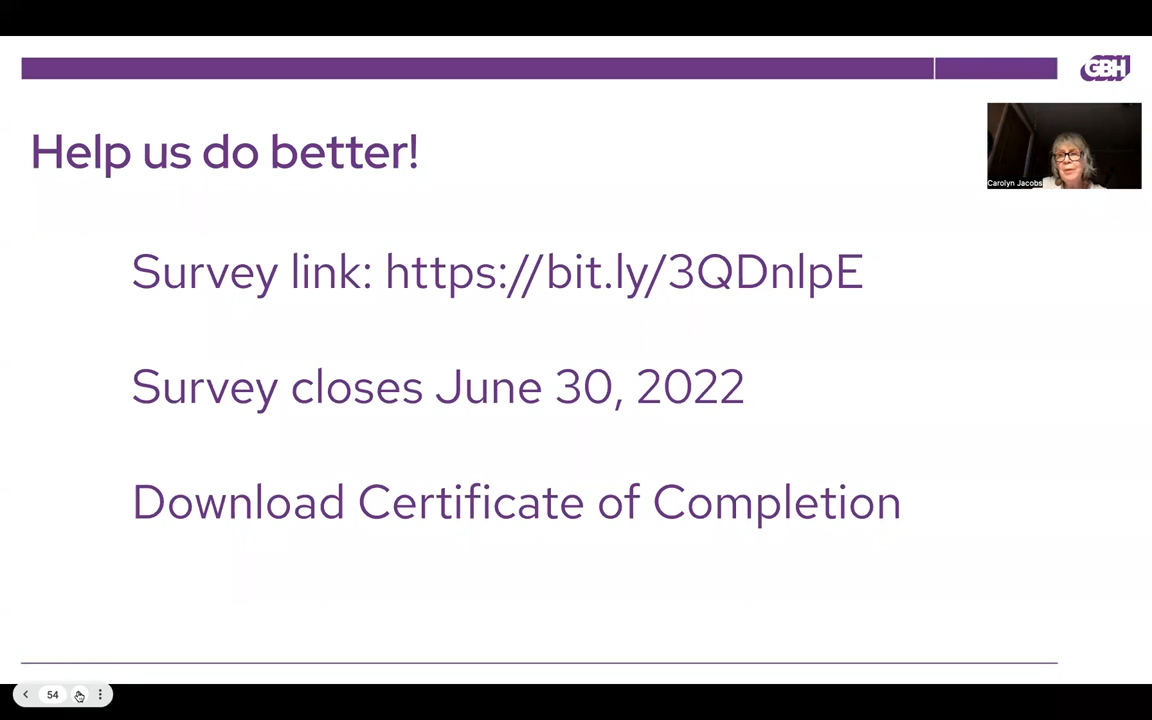 GBH
Help us do better!
Carolyn Jacobs
Survey link: https://bit.ly/3QDnlpE
Survey closes June 30, 2022
Download Certificate of Completion
54